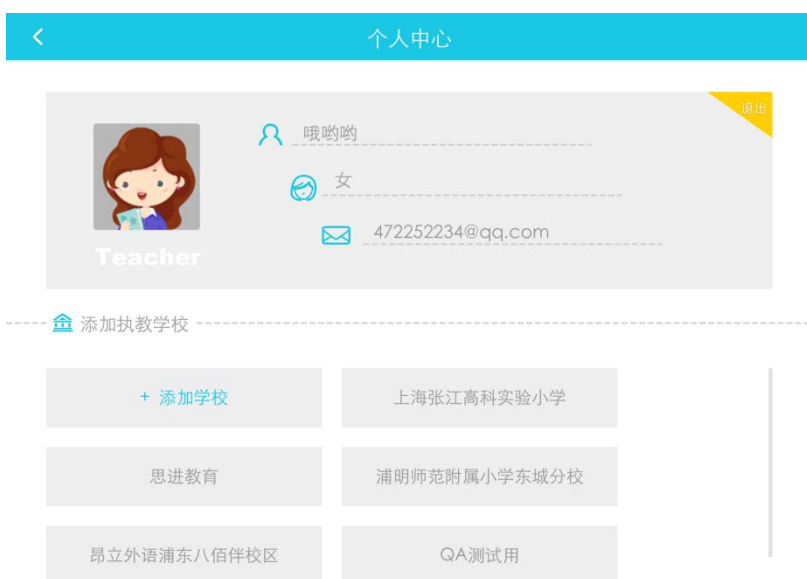 个人中心
退出
哦哟哟
女
472252234@qq.com
Teacher
添加执教学校
+ 添加学校
上海张江高科实验小学
思进教育
浦明师范附属小学东城分校
昂立外语浦东八佰伴校区
QA测试用